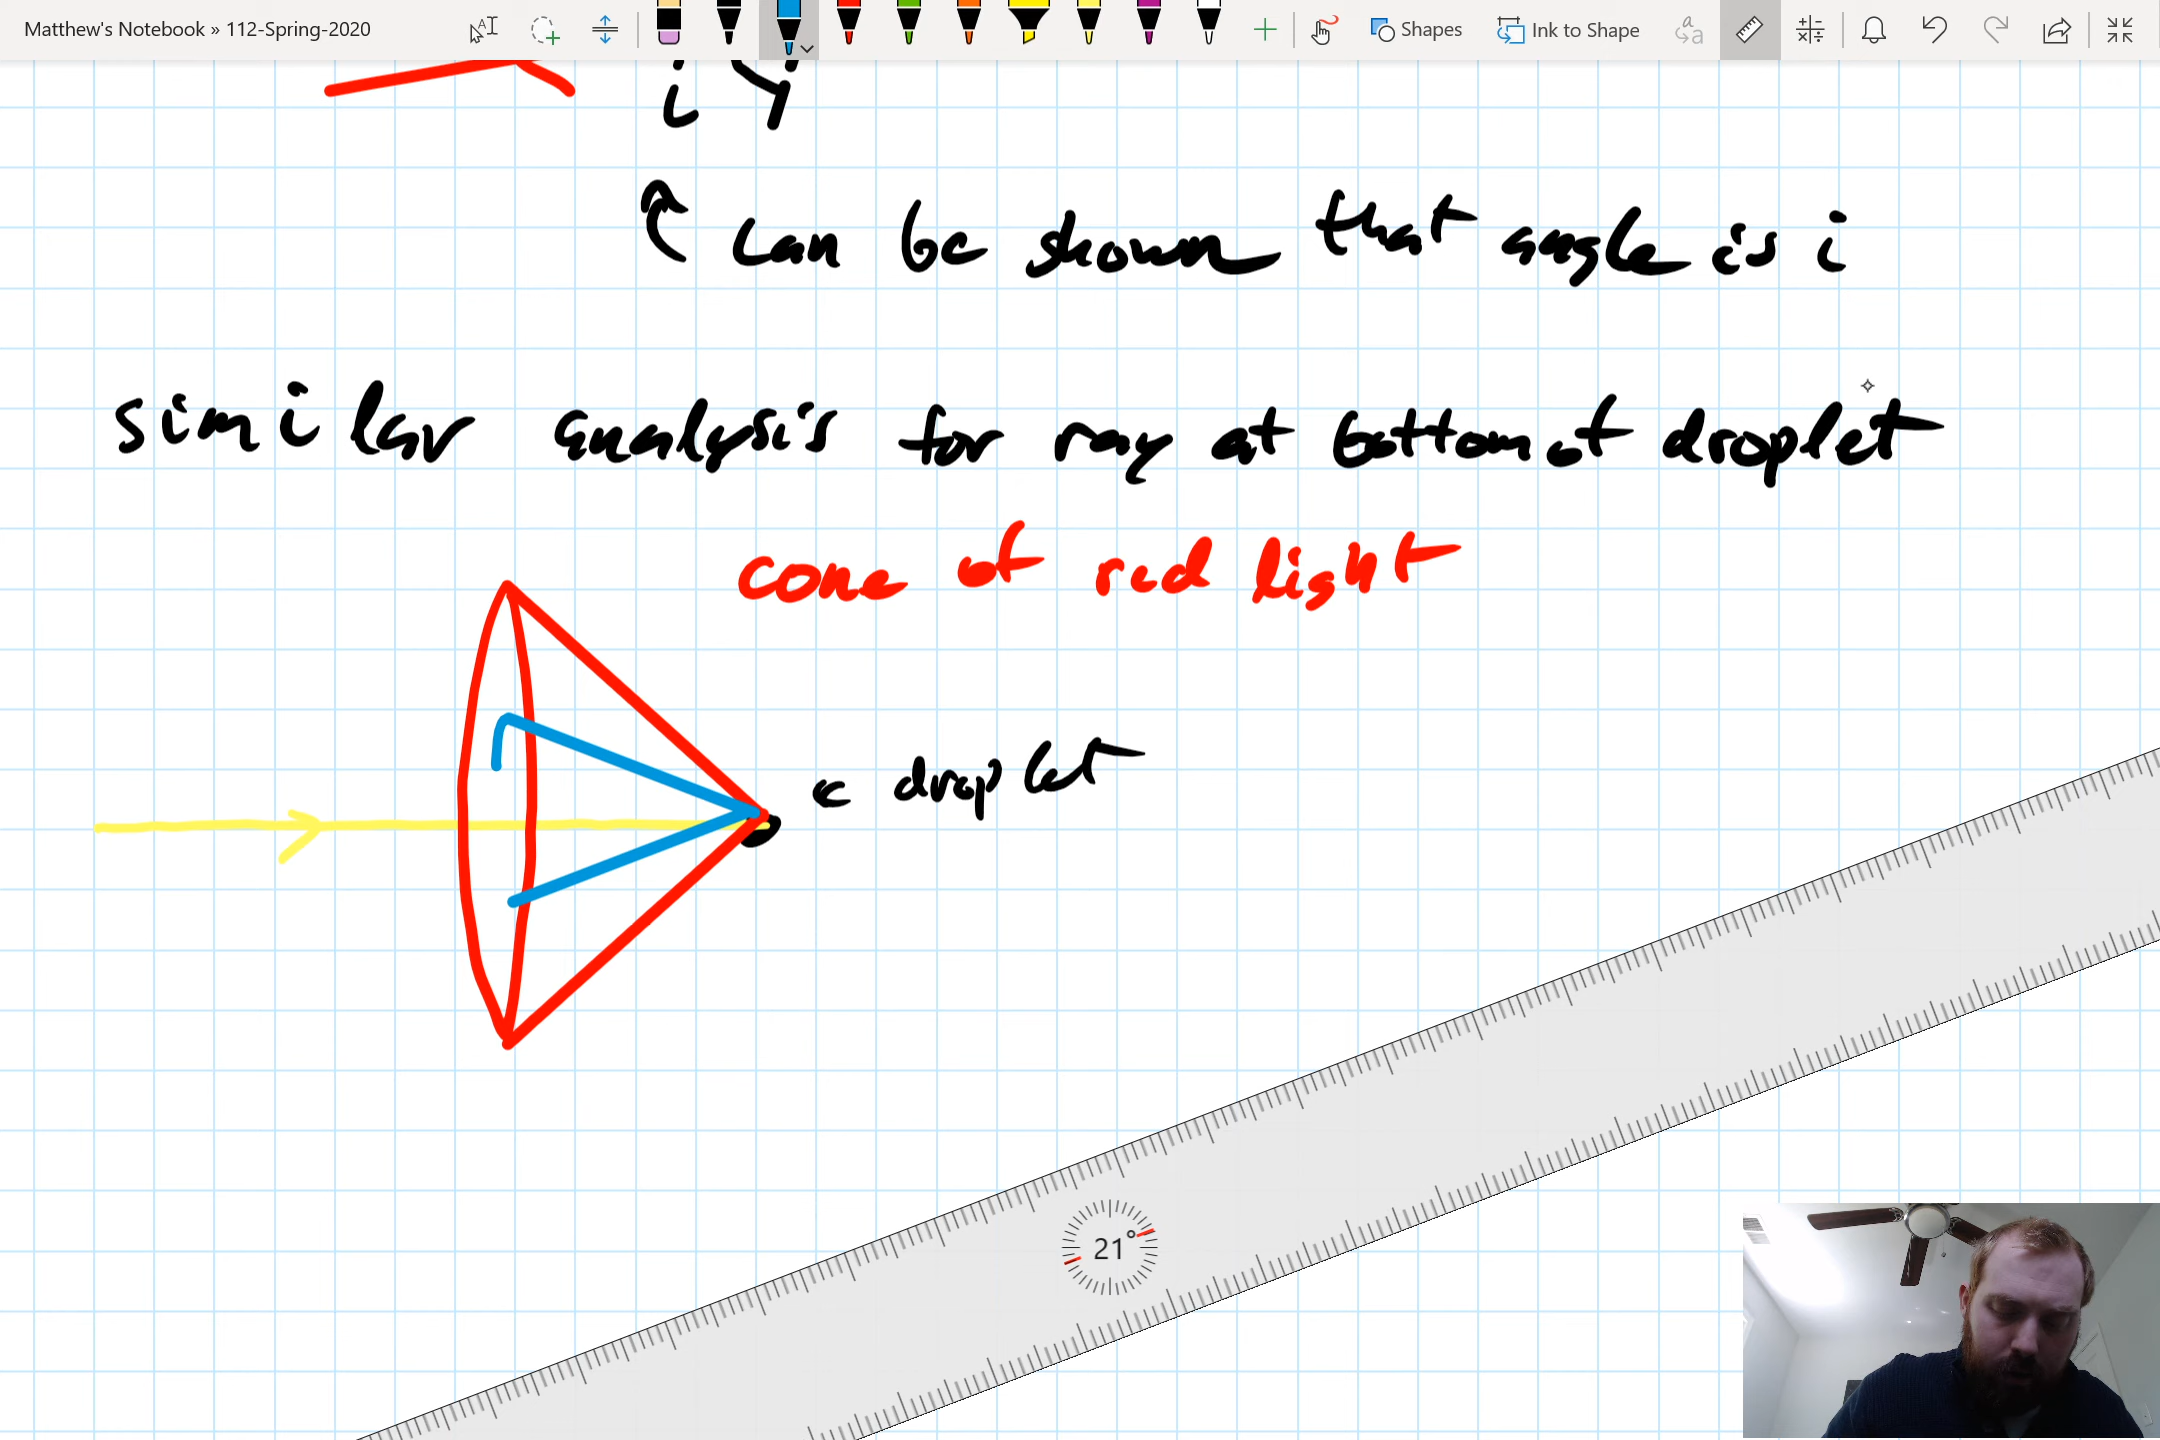 Matthew's Notebook » 112-Spring-2020
Shapes
Ink to Shape
i
can be shown that angle is i
similar analysis for ray at bottom of droplet
cone of red light
droplet
21°